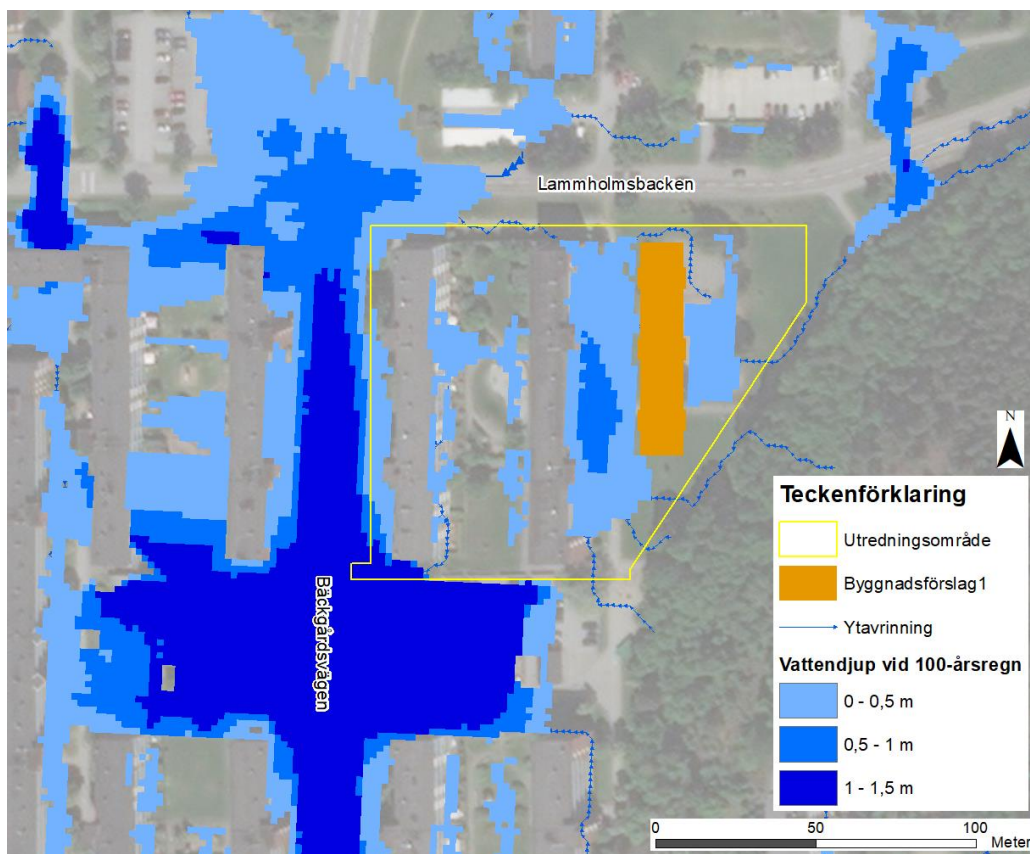 Lammholmsbacken
Bäckgårdsvägen
N
Teckenförklaring
Utredningsområde
Byggnadsförslag1
Ytavrinning
Vattendjup vid 100-årsregn
0 - 0,5 m
0,5 - 1 m
1 - 1,5 m
0 50 100
Meter